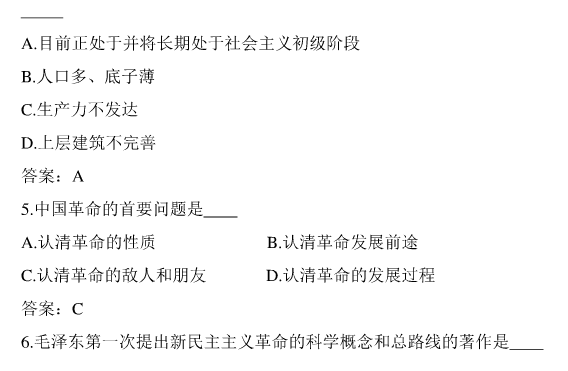 _____
A.目前正处于并将长期处于社会主义初级阶段
B.人口多、底子薄
C.生产力不发达
D.上层建筑不完善
答案：A
5.中国革命的首要问题是____
A.认清革命的性质 B.认清革命发展前途
C.认清革命的敌人和朋友 D.认清革命的发展过程
答案：C
6.毛泽东第一次提出新民主主义革命的科学概念和总路线的著作是____